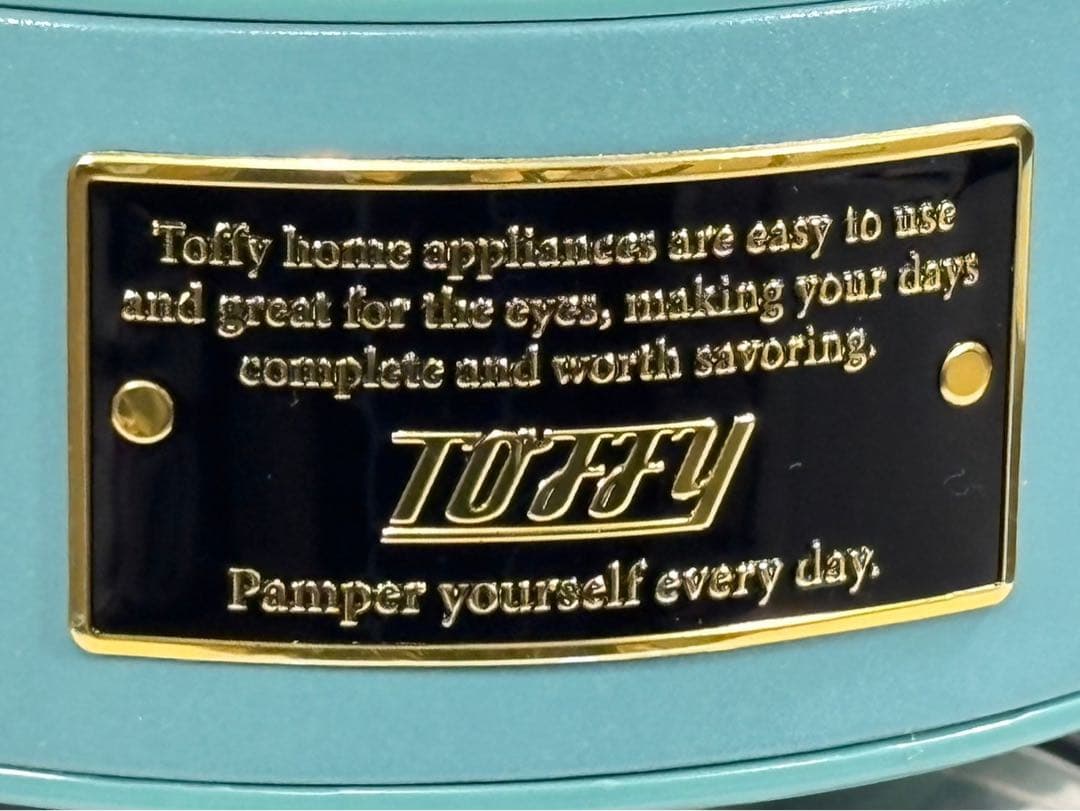 Toffy home appliances are easy to use
and great for the eyes, making your days
complete and worth savoring.
TOFFY
Pamper yourself every day.